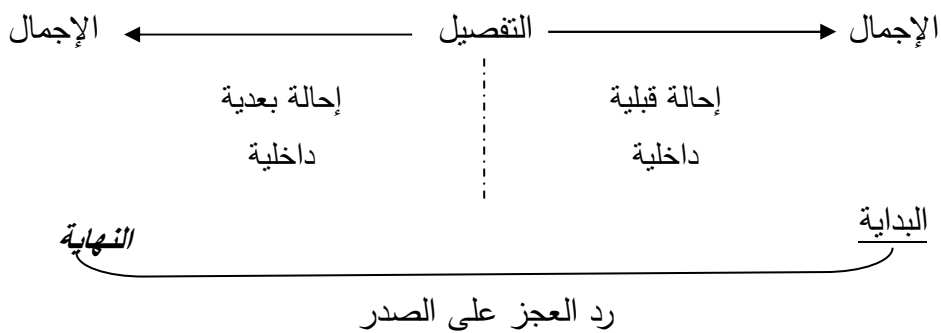 الإجمال التفصيل الإجمال
إحالة قبلية إحالة بعدية
داخلية داخلية
البداية النهاية
رد العجز على الصدر